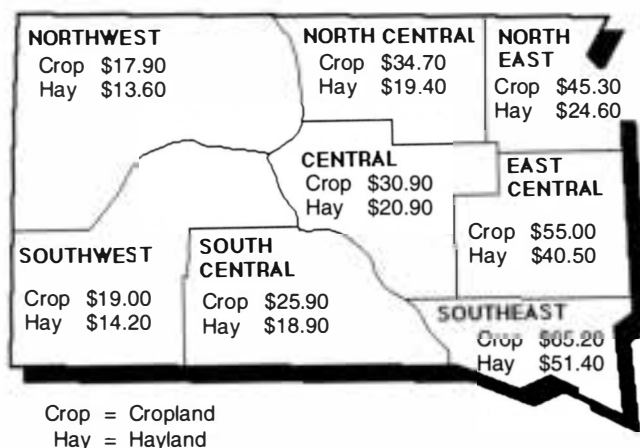 NORTHWEST
Crop $17.90
Hay $13.60
NORTH CENTRAL
Crop $34.70
Hay $19.40
NORTH
EAST
Crop $45.30
Hay $24.60
CENTRAL
Crop $30.90
Hay $20.90
EAST
CENTRAL
Crop $55.00
Hay $40.50
SOUTHWEST
Crop $19.00
Hay $14.20
SOUTH
CENTRAL
Crop $25.90
Hay $18.90
SOUTHEAST
Crop $65.20
Hay $51.40
Crop = Cropland
Hay = Hayland